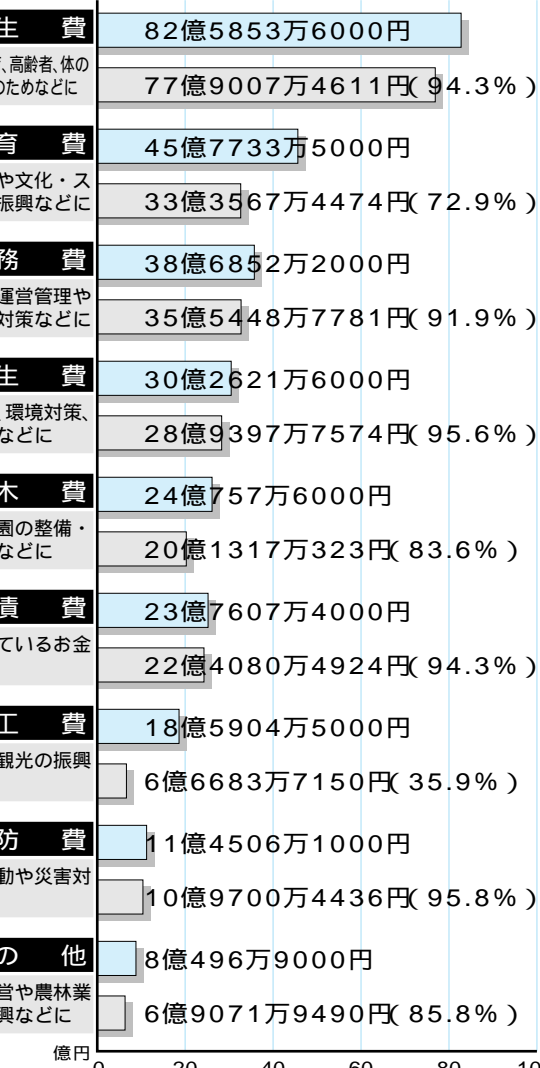 生 費
82億5853万6000円
、高齢者、体の
のためなどに
77億9007万4611円(94.3%)
育 費
45億7733万5000円
や文化・ス
振興などに
33億3567万4474円(72.9%)
務 費
38億6852万2000円
運営管理や
対策などに
35億5448万7781円(91.9%)
生 費
30億2621万6000円
、環境対策、
などに
28億9397万7574円(95.6%)
木 費
24億757万6000円
園の整備・
などに
20億1317万323円(83.6%)
債 費
23億7607万4000円
ているお金
22億4080万4924円(94.3%)
工 費
18億5904万5000円
観光の振興
6億6683万7150円(35.9%)
防 費
11億4506万1000円
動や災害対
10億9700万4436円(95.8%)
の 他
8億496万9000円
営や農林業
興などに
6億9071万9490円(85.8%)
億円
0 20 40 60 80 10